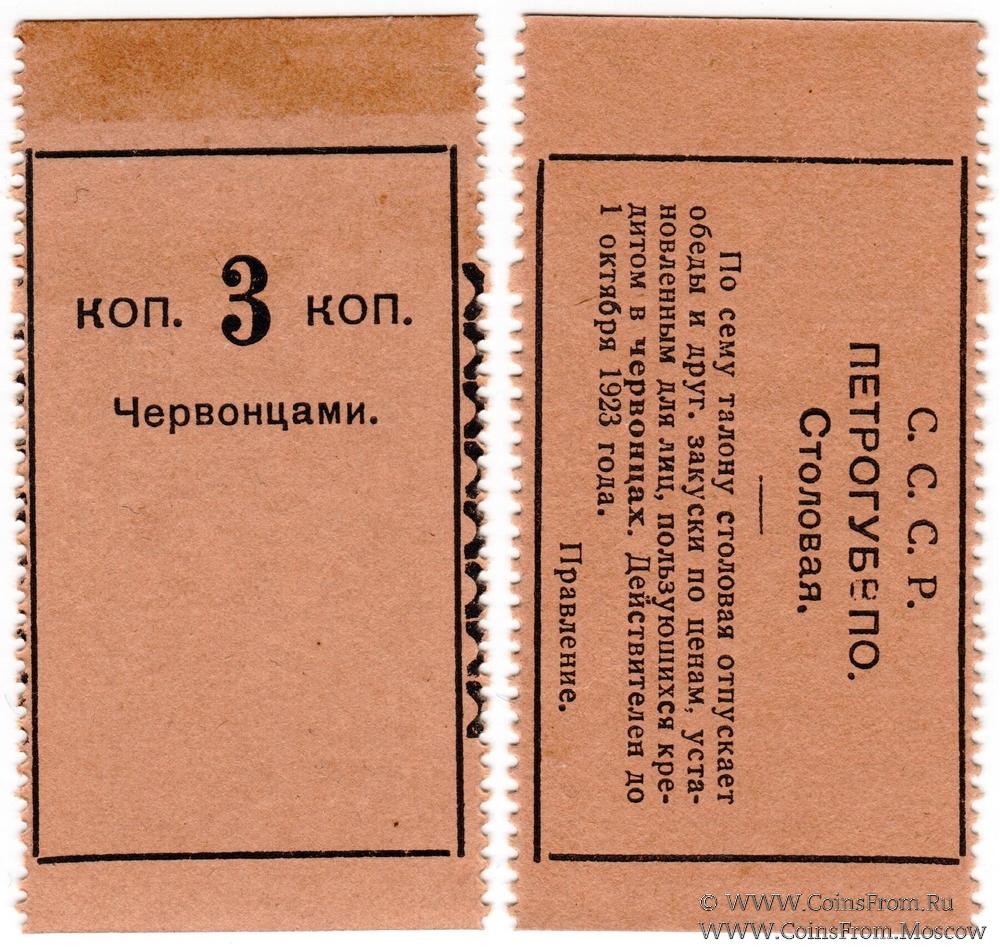 КОП. 3 КОП.
Червонцами.
С. С. С. Р.
Столовая.
По сему талону столовая отпускает
обеды и друг. закуски по ценам, уста-
новленным для лиц, пользующихся кре-
дитом в червонцах. Действителен до
1 октября 1923 года.
Правление.
© WWW.CoinsFrom.Ru
WWW.CoinsFrom.Moscow